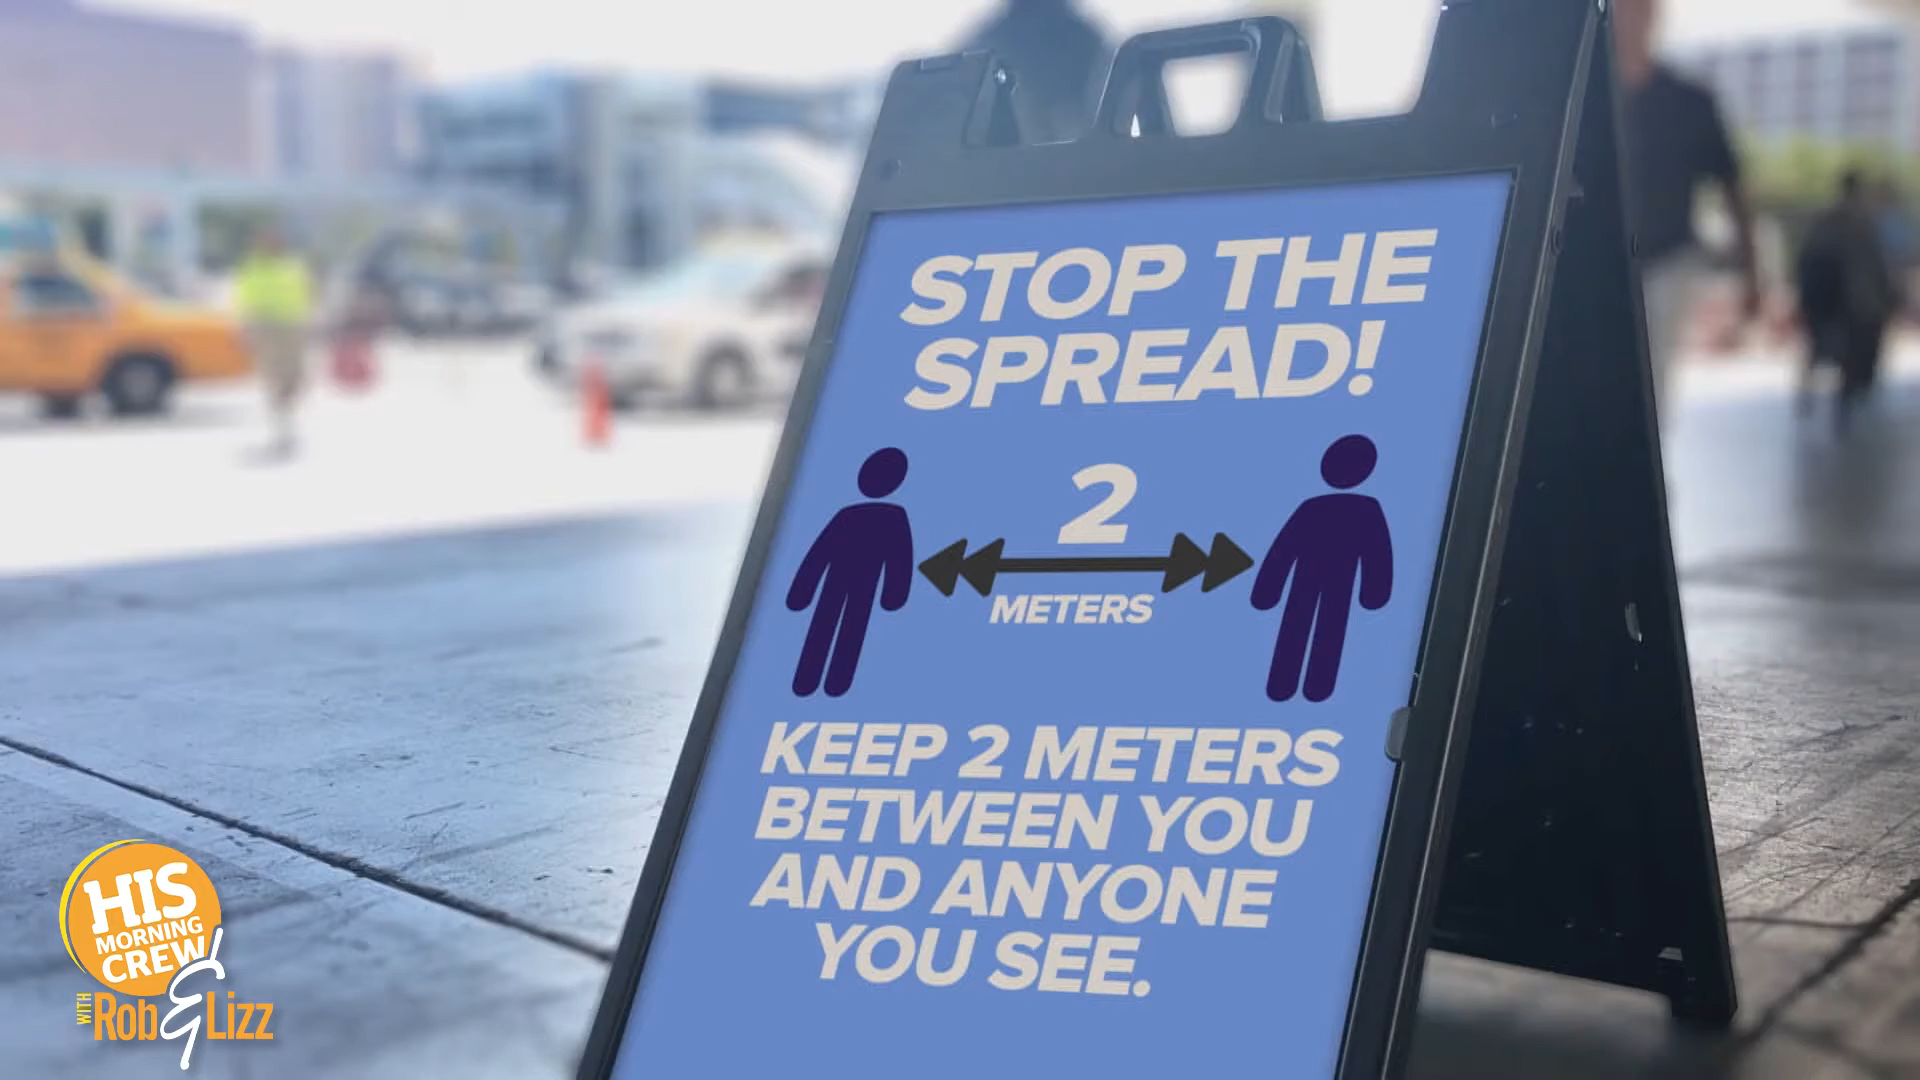 STOP THE
SPREAD!
2
METERS
KEEP 2 METERS
BETWEEN YOU
AND ANYONE
YOU SEE.
HIS
MORNING
CREW
WITH Rob & Lizz